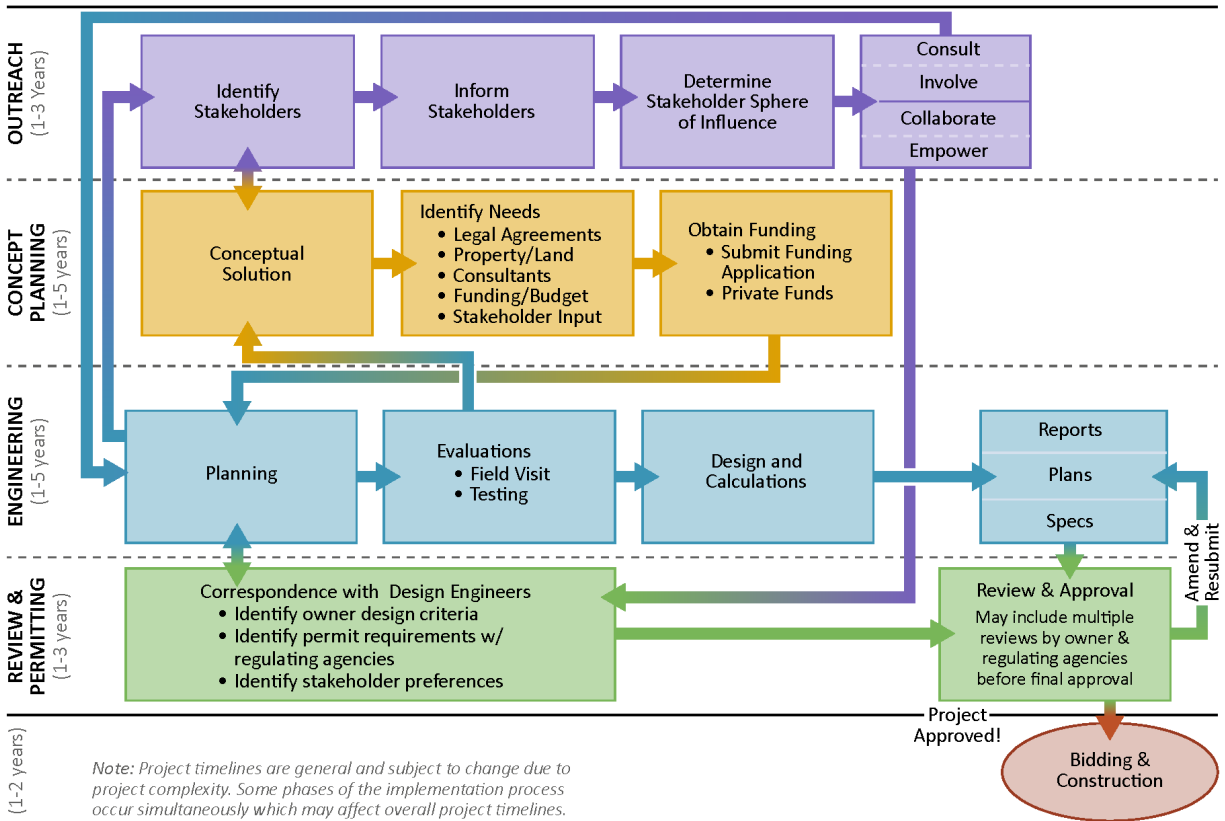 OUTREACH
(1-3 Years)
Identify
Stakeholders
Inform
Stakeholders
Determine
Stakeholder Sphere
of Influence
Consult
Involve
Collaborate
Empower
CONCEPT
PLANNING
(1-5 years)
Conceptual
Solution
Identify Needs
• Legal Agreements
• Property/Land
• Consultants
• Funding/Budget
• Stakeholder Input
Obtain Funding
• Submit Funding
Application
• Private Funds
ENGINEERING
(1-5 years)
Planning
Evaluations
• Field Visit
• Testing
Design and
Calculations
Reports
Plans
Specs
Amend &
Resubmit
REVIEW &
PERMITTING
(1-3 years)
Correspondence with Design Engineers
• Identify owner design criteria
• Identify permit requirements w/
regulating agencies
• Identify stakeholder preferences
Review & Approval
May include multiple
reviews by owner &
regulating agencies
before final approval
Project
Approved!
(1-2 years)
Note: Project timelines are general and subject to change due to
project complexity. Some phases of the implementation process
occur simultaneously which may affect overall project timelines.
Bidding &
Construction